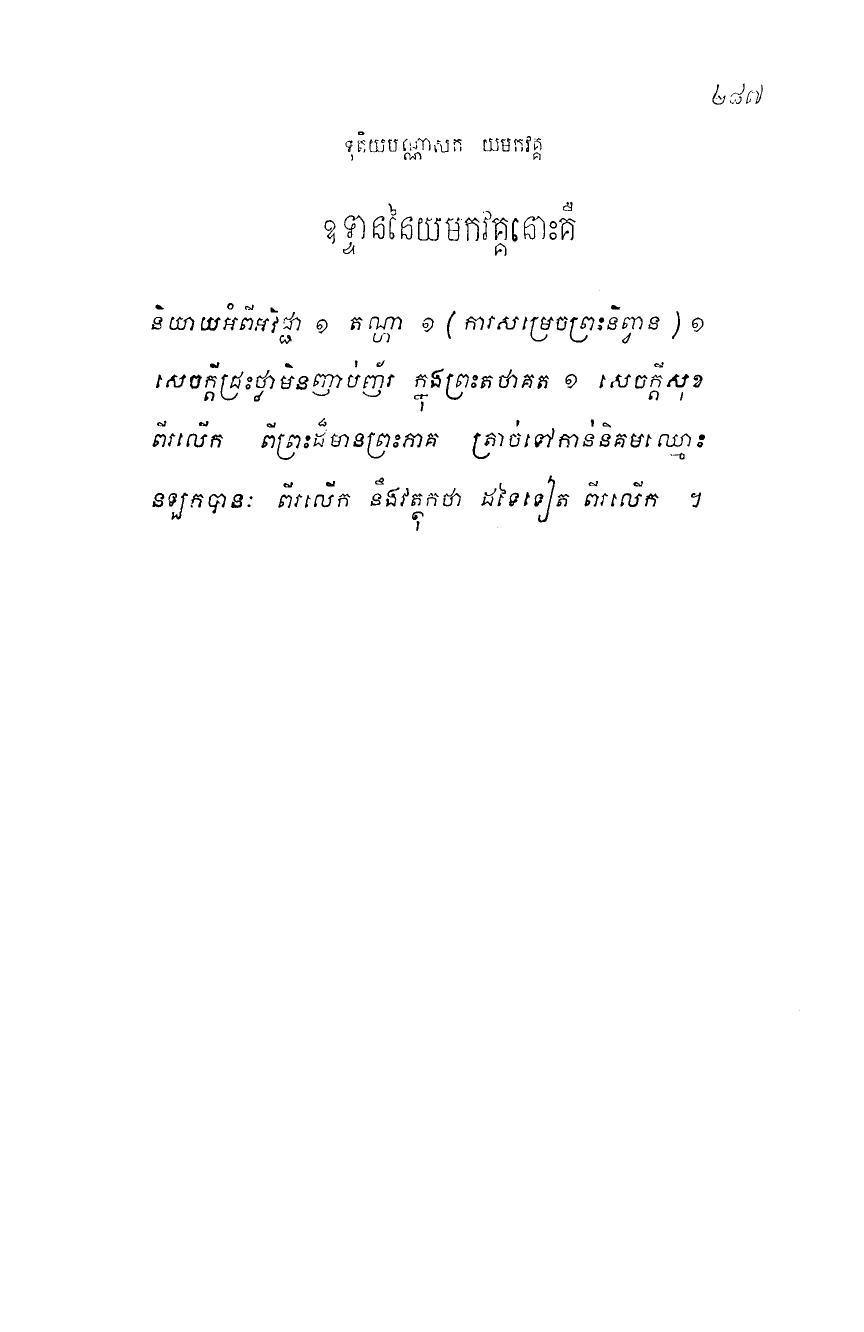 ២៨៧
ទុតិយបណ្ណាសក យមកវគ្គ
ឧទ្ទាននៃយមកវគ្គនោះគឺ
និយាយអំពីអវិជ្ជា ១ តណ្ហា ១ ( ការសម្រេចព្រះនិព្វាន ) ១
សេចក្តីជ្រះថ្លាមិនញាប់ញ័រ ក្នុងព្រះតថាគត ១ សេចក្តីសុខ
ពីរលើក ពីព្រះដ៏មានព្រះភាគ ត្រាច់ទៅកាន់និគមឈ្មោះ
នឡកបានៈ ពីរលើក នឹងវត្ថុកថា ដទៃទៀត ពីរលើក ។